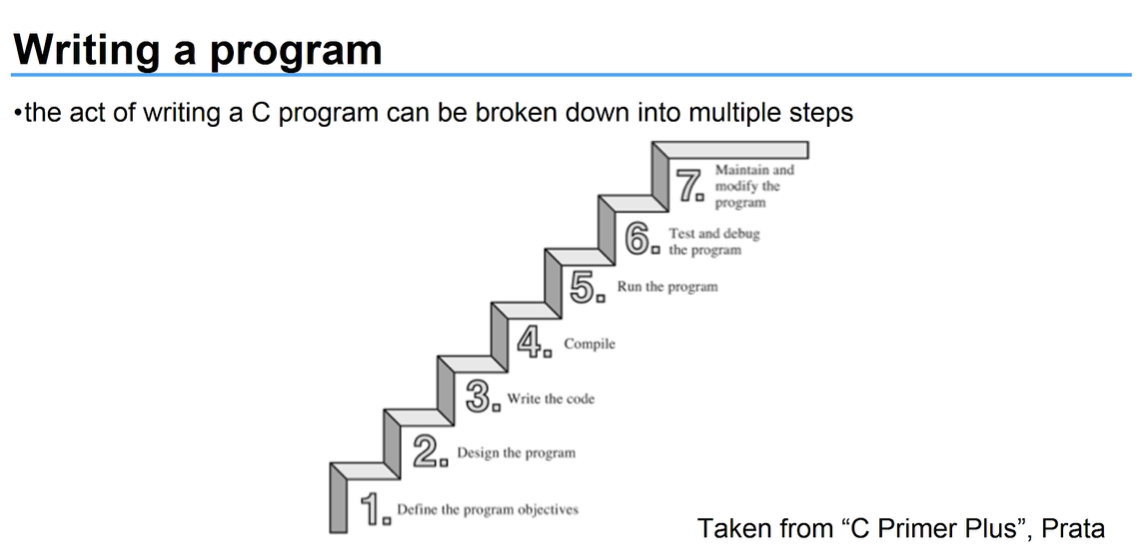 Writing a program
•the act of writing a C program can be broken down into multiple steps
7. Maintain and
modify the
program
6. Test and debug
the program
5. Run the program
4. Compile
3. Write the code
2. Design the program
1. Define the program objectives
Taken from “C Primer Plus”, Prata